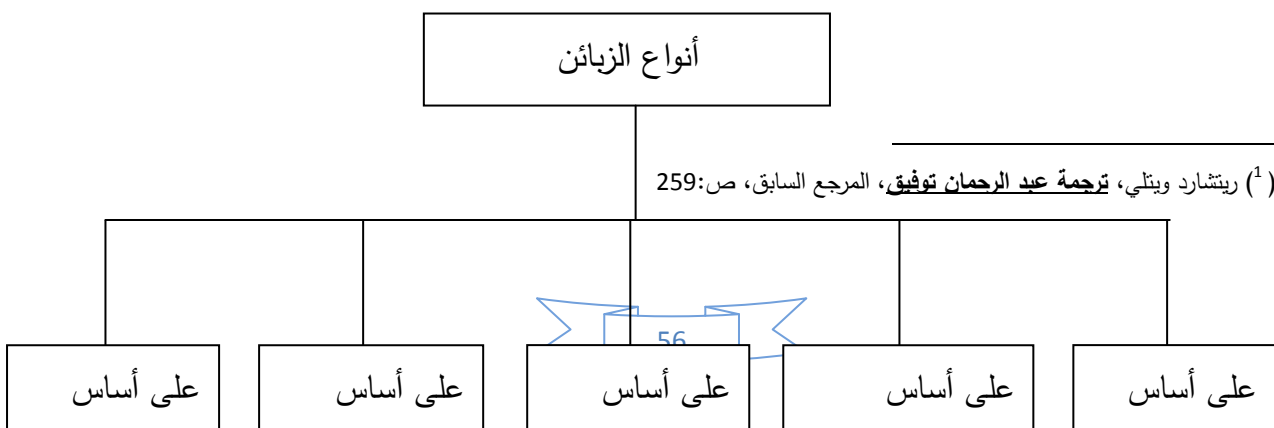 أنواع الزبائن
(1) ريتشارد ويتلي، ترجمة عبد الرحمان توفيق، المرجع السابق، ص:259
56
على أساس
على أساس
على أساس
على أساس
على أساس